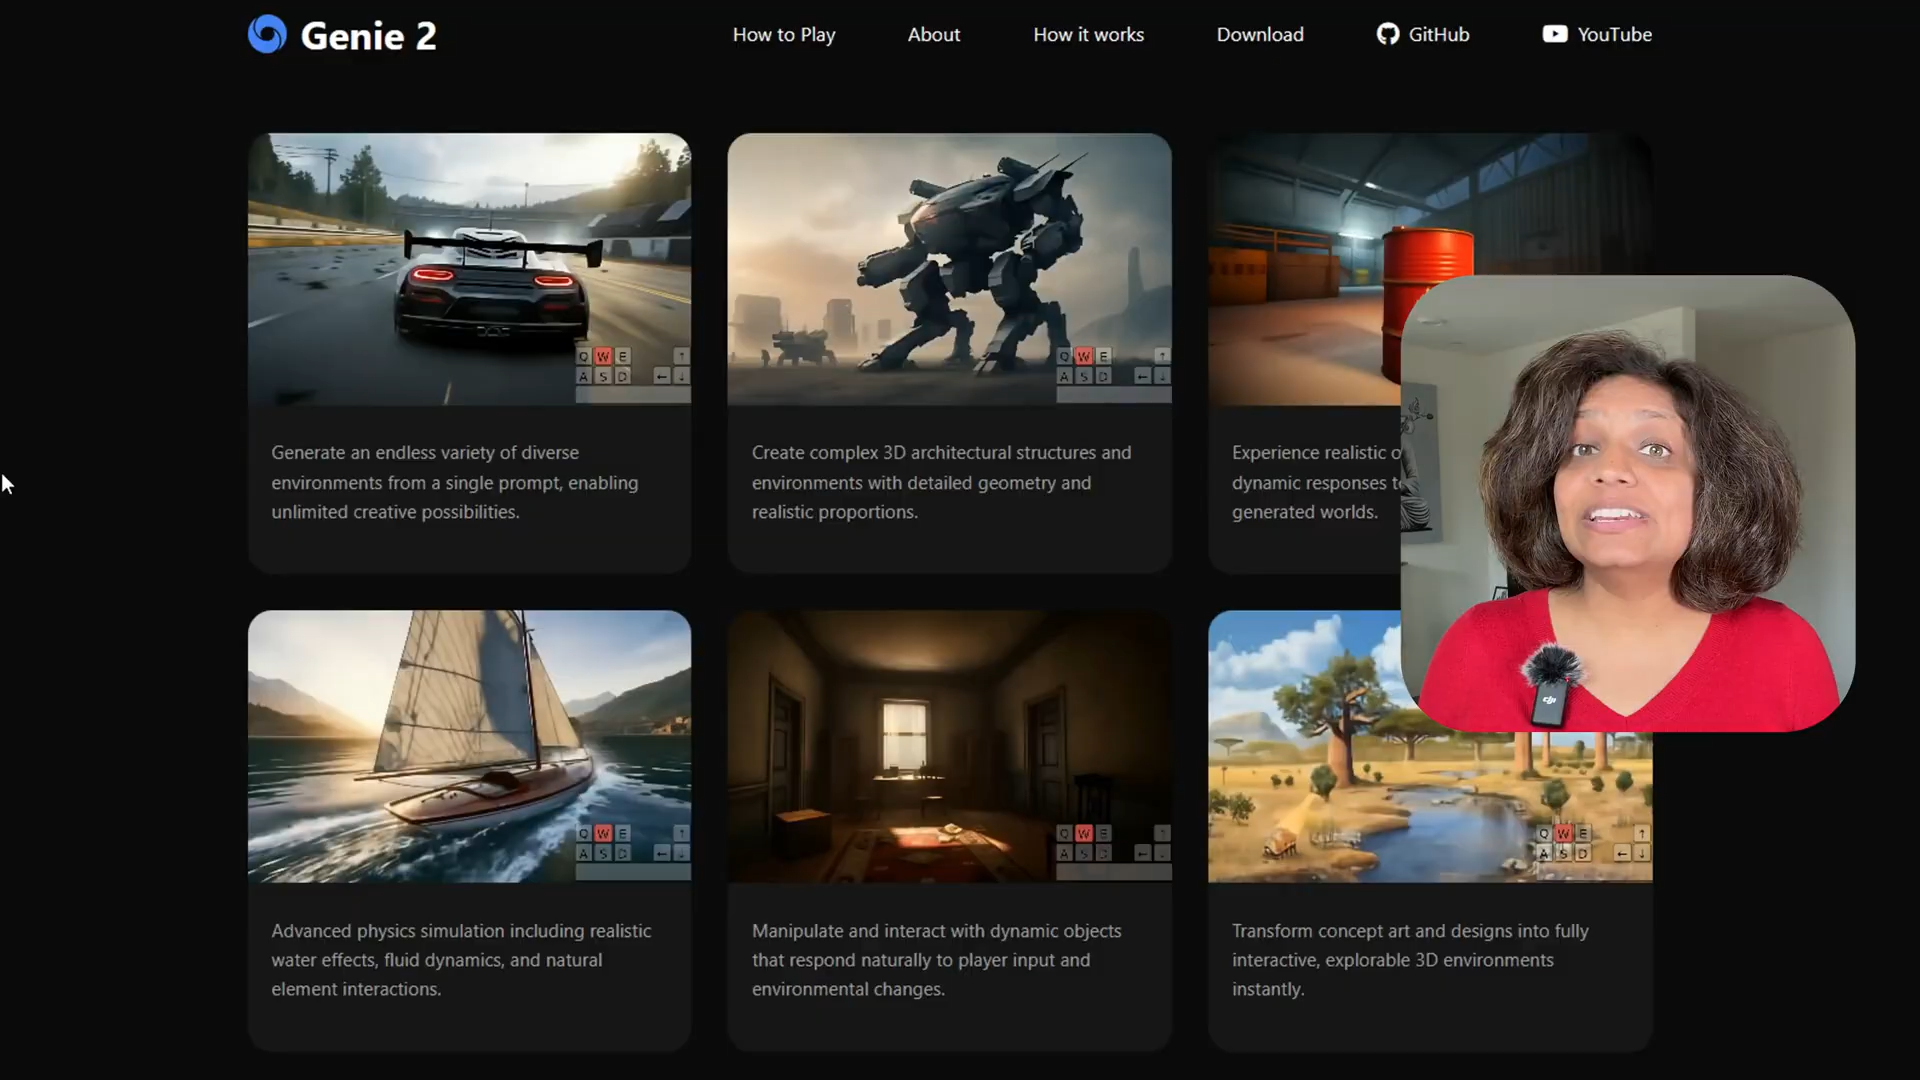 Genie 2
How to Play
About
How it works
Download
GitHub
YouTube
Q W E ↑
A S D ← ↓
Q W E ↑
A S D ← ↓
Generate an endless variety of diverse
environments from a single prompt, enabling
unlimited creative possibilities.
Create complex 3D architectural structures and
environments with detailed geometry and
realistic proportions.
Experience realistic
dynamic responses
generated worlds.
dji
Q W E ↑
A S D ← ↓
Q W E ↑
A S D ← ↓
Q W E ↑
A S D ← ↓
Advanced physics simulation including realistic
water effects, fluid dynamics, and natural
element interactions.
Manipulate and interact with dynamic objects
that respond naturally to player input and
environmental changes.
Transform concept art and designs into fully
interactive, explorable 3D environments
instantly.